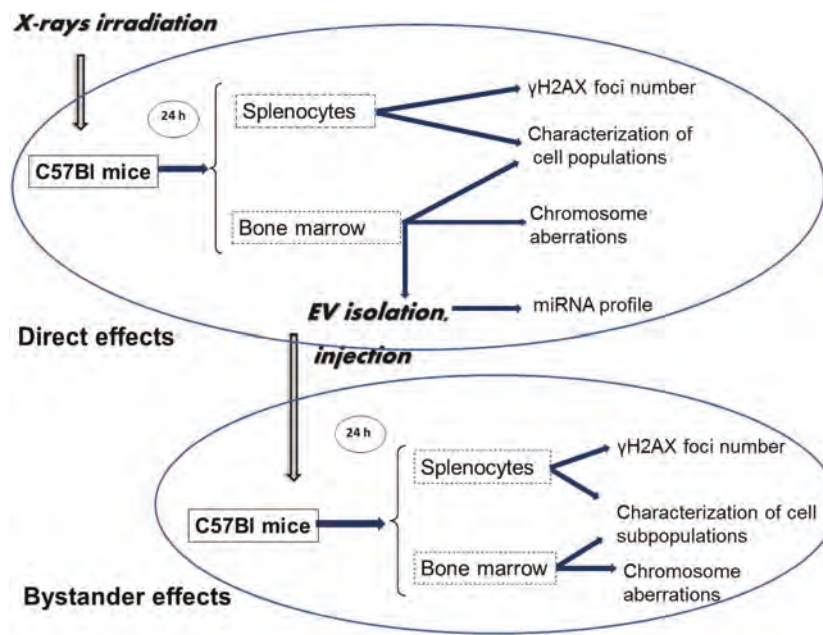 X-rays irradiation
24 h
γH2AX foci number
Splenocytes
Characterization of
cell populations
C57Bl mice
Bone marrow
Chromosome
aberrations
EV isolation,
injection
miRNA profile
Direct effects
24 h
γH2AX foci number
Splenocytes
C57Bl mice
Characterization of cell
subpopulations
Bone marrow
Chromosome
aberrations
Bystander effects